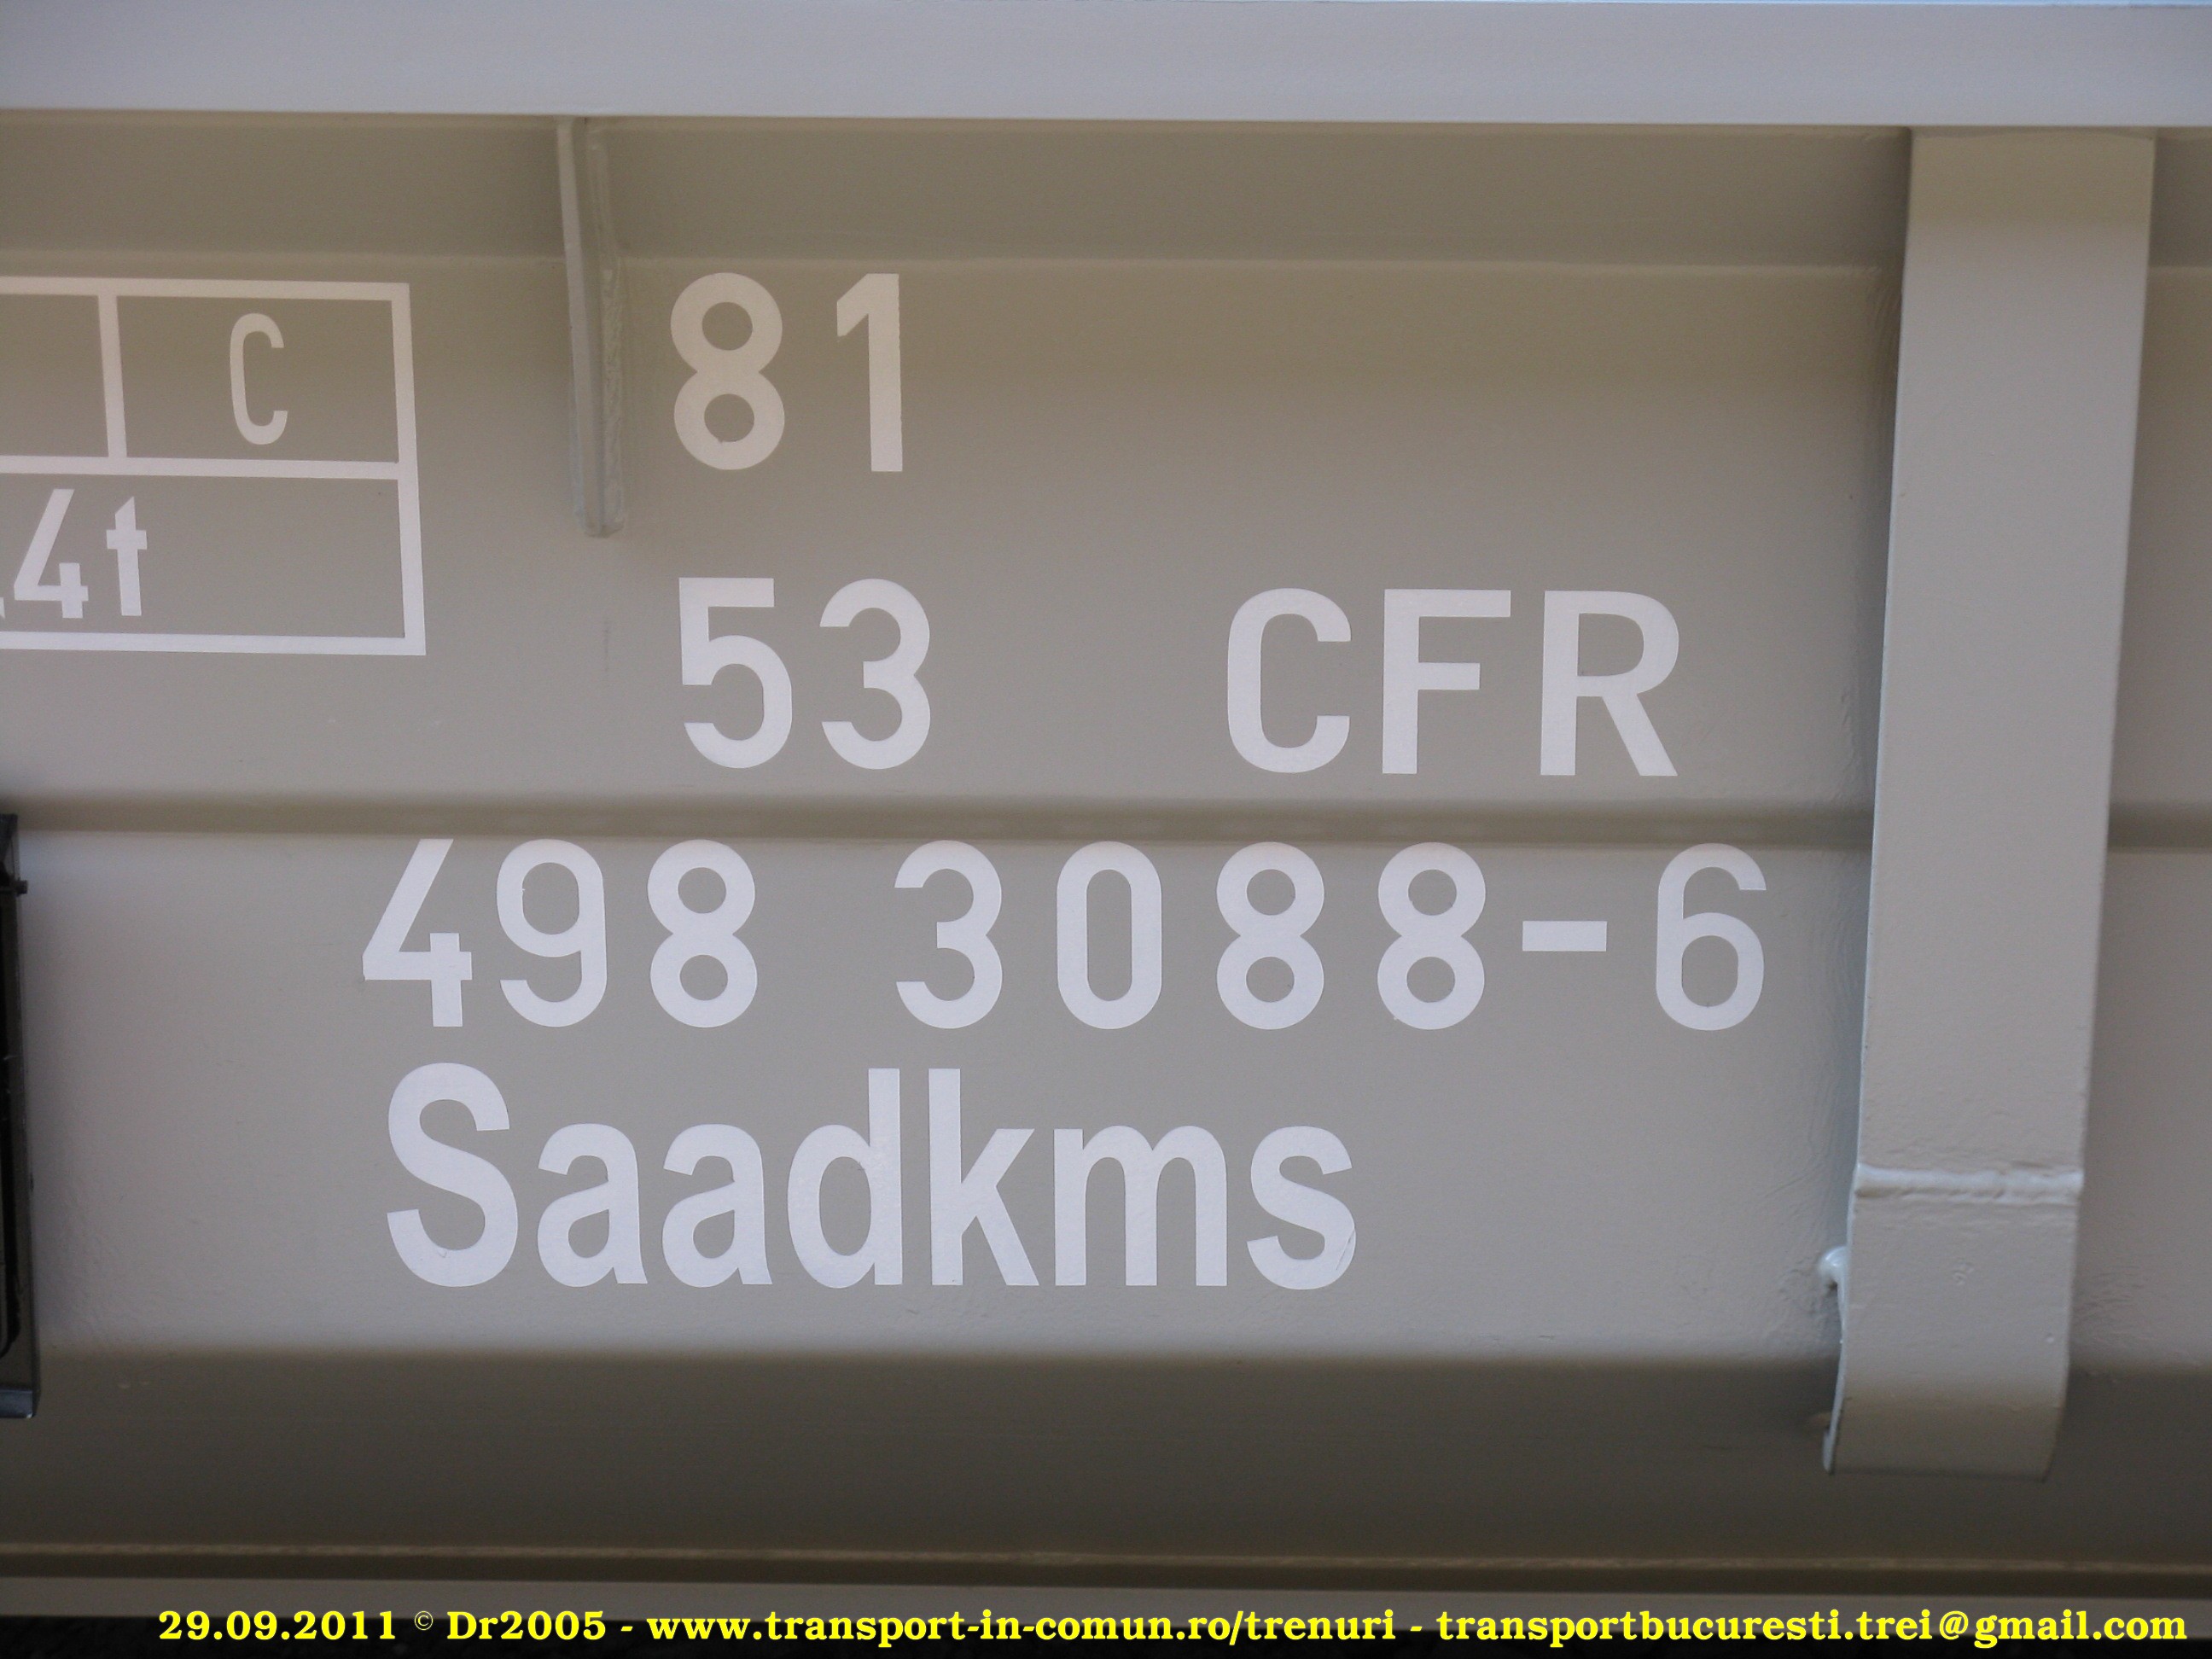 C
4t
81
53 CFR
498 3088-6
Saadkms
29.09.2011 © Dr2005 - www.transport-in-comun.ro/trenuri - transportbucuresti.trei@gmail.com